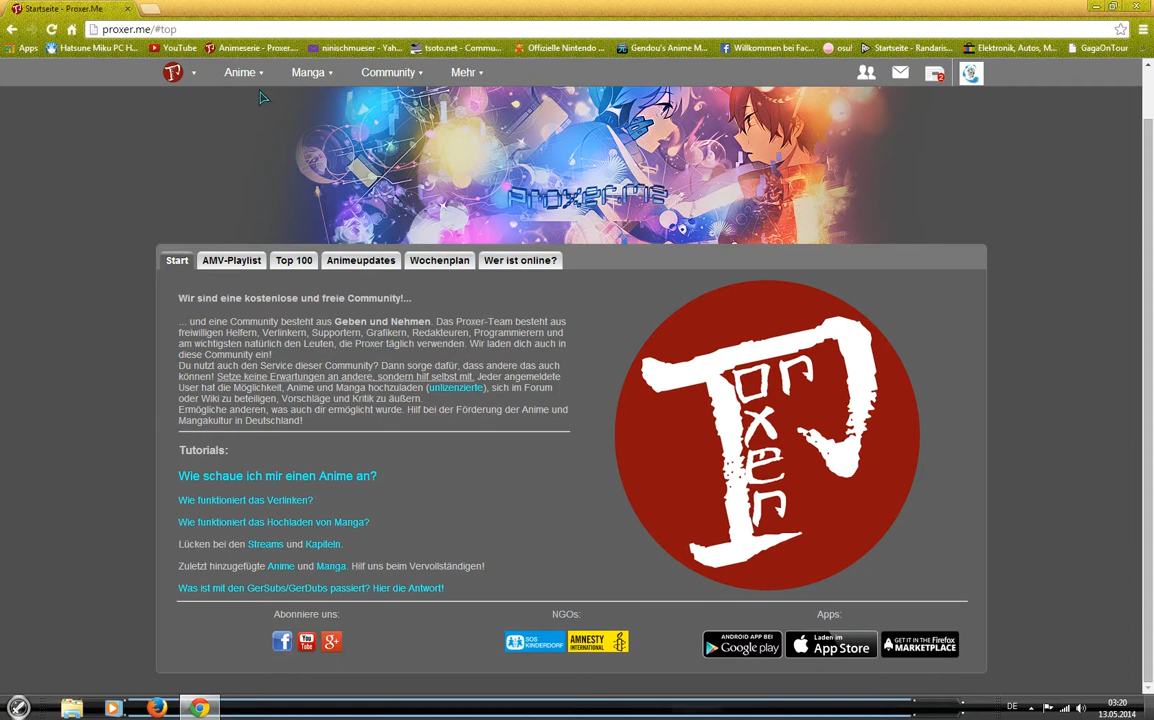 Startseite - Proxer.Me
proxer.me/#top
Apps
Hatsune Miku PC H...
YouTube
Animeserie - Proxer....
ninischmueser - Yah...
tsoto.net - Commu...
Offizielle Nintendo ...
Gendou's Anime M...
Willkommen bei Fac...
osu!
Startseite - Randaris...
Elektronik, Autos, M...
GagaOnTour
Anime
Manga
Community
Mehr
2
PROXER.ME
Start
AMV-Playlist
Top 100
Animeupdates
Wochenplan
Wer ist online?
Wir sind eine kostenlose und freie Community!...
... und eine Community besteht aus Geben und Nehmen. Das Proxer-Team besteht aus
freiwilligen Helfern, Verlinkern, Supportern, Grafikern, Redakteuren, Programmierern und
am wichtigsten natürlich den Leuten, die Proxer täglich verwenden. Wir laden dich auch in
diese Community ein!
Du nutzt auch den Service dieser Community? Dann sorge dafür, dass andere das auch
können! Setze keine Erwartungen an andere, sondern hilf selbst mit. Jeder angemeldete
User hat die Möglichkeit, Anime und Manga hochzuladen (unlizenzierte), sich im Forum
oder Wiki zu beteiligen, Vorschläge und Kritik zu äußern.
Ermögliche anderen, was auch dir ermöglicht wurde. Hilf bei der Förderung der Anime und
Mangakultur in Deutschland!
Tutorials:
Wie schaue ich mir einen Anime an?
Wie funktioniert das Verlinken?
Wie funktioniert das Hochladen von Manga?
Lücken bei den Streams und Kapiteln.
Zuletzt hinzugefügte Anime und Manga. Hilf uns beim Vervollständigen!
Was ist mit den GerSubs/GerDubs passiert? Hier die Antwort!
Proxer
Abonniere uns:
NGOs:
Apps:
You
Tube
SOS
KINDERDORF
AMNESTY
INTERNATIONAL
ANDROID APP BEI
Google play
Laden im
App Store
GET IT IN THE FIREFOX
MARKETPLACE
DE
03:20
13.05.2014